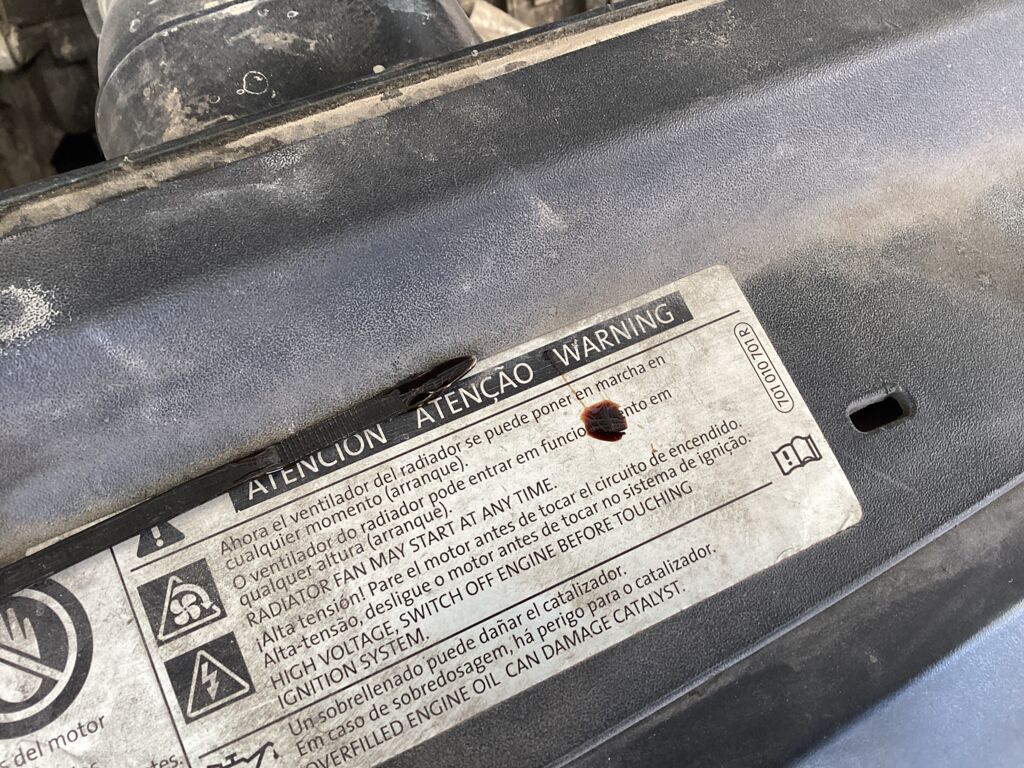 ATENCIÓN ATENÇÃO WARNING
701 010 701 R
Ahora el ventilador del radiador se puede poner en marcha en
cualquier momento (arranque).
O ventilador do radiador pode entrar em em
qualquer altura (arranque).
RADIATOR FAN MAY START AT ANY TIME.
¡Alta tensión! Pare el motor antes de tocar el circuito de encendido.
Alta-tensão, desligue o motor antes de tocar no sistema de ignição.
HIGH VOLTAGE, SWITCH OFF ENGINE BEFORE TOUCHING
IGNITION SYSTEM.
Un sobrellenado puede dañar el catalizador.
Em caso de sobredosagem, há perigo para o catalizador.
OVERFILLED ENGINE OIL CAN DAMAGE CATALYST.
s del motor